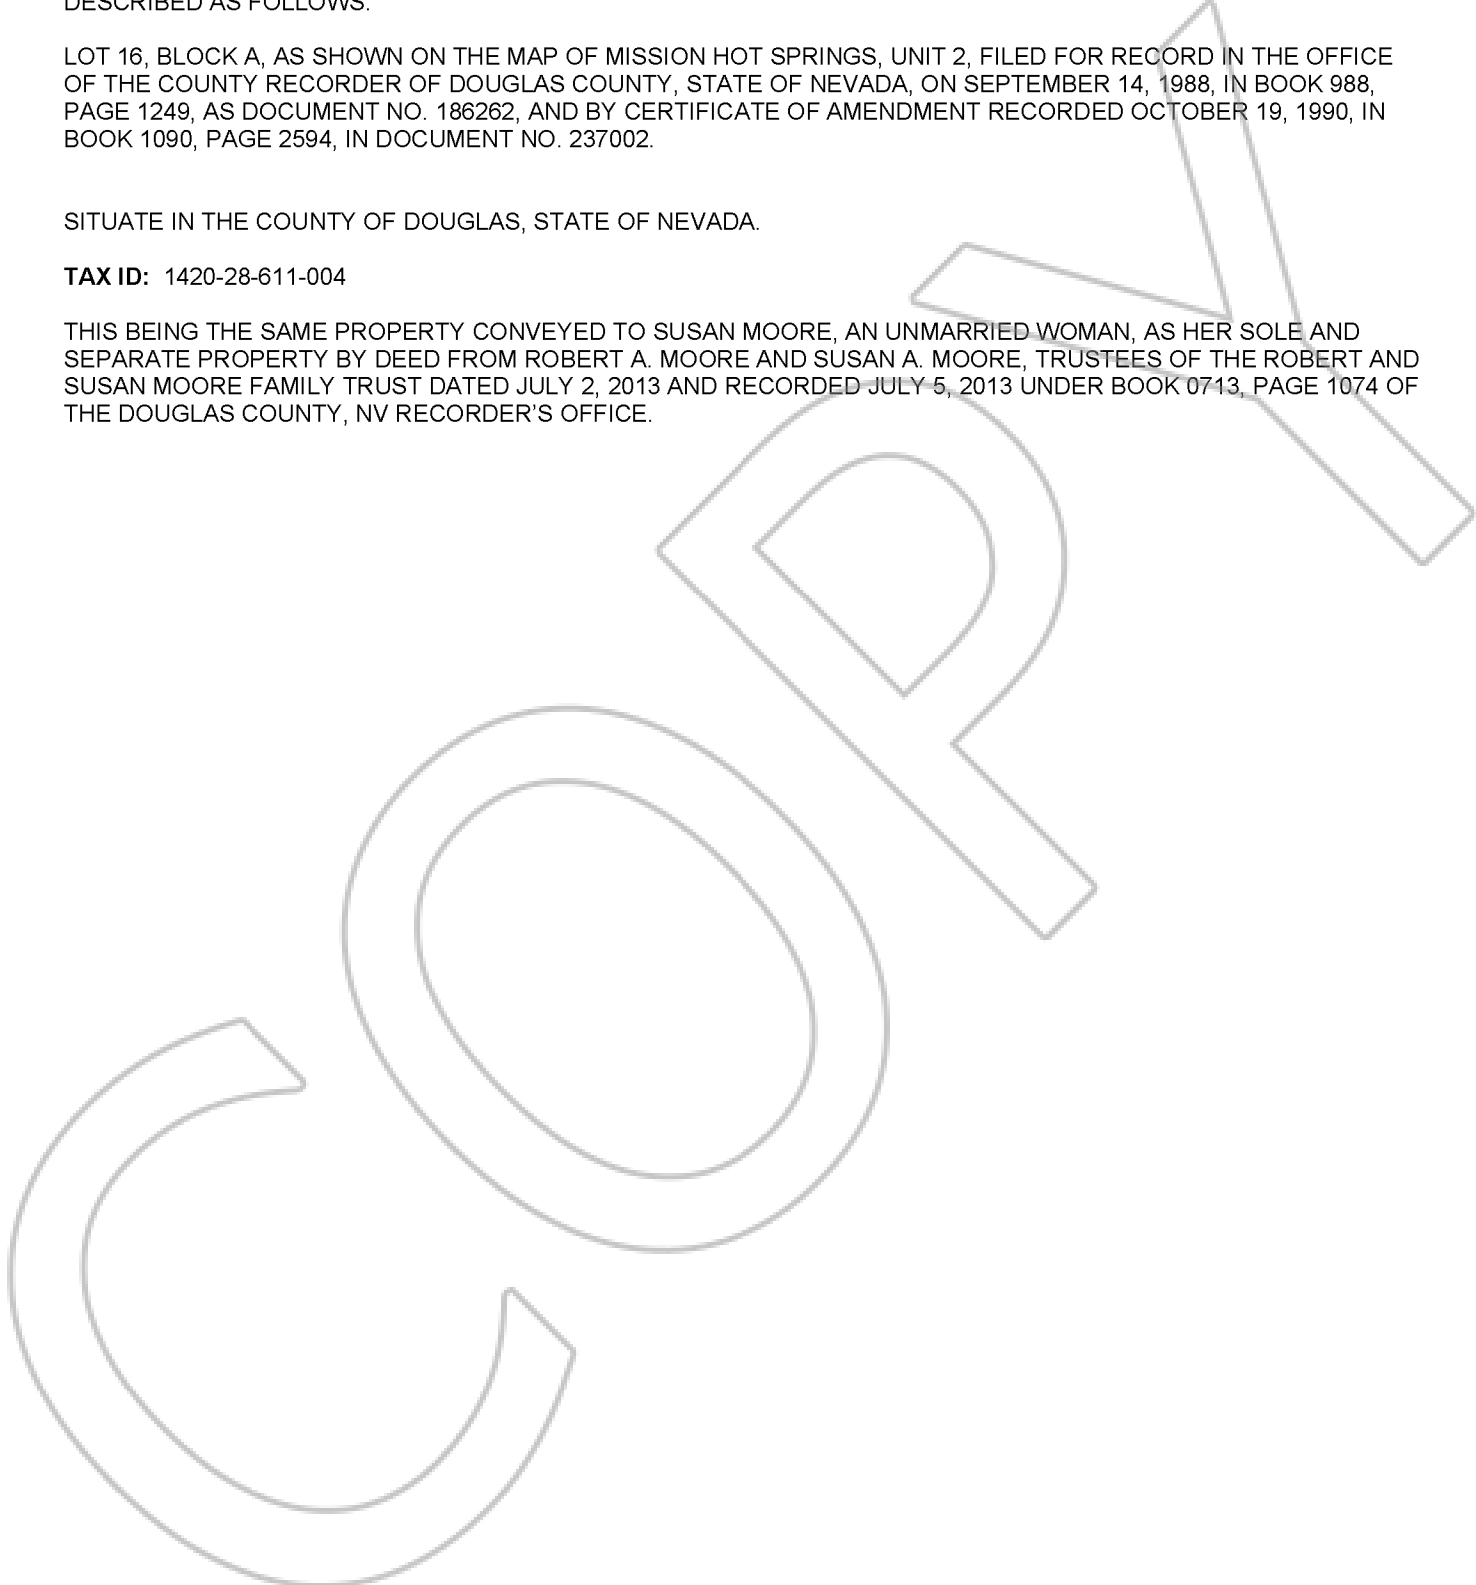 DESCRIBED AS FOLLOWS.
LOT 16, BLOCK A, AS SHOWN ON THE MAP OF MISSION HOT SPRINGS, UNIT 2, FILED FOR RECORD IN THE OFFICE
OF THE COUNTY RECORDER OF DOUGLAS COUNTY, STATE OF NEVADA, ON SEPTEMBER 14, 1988, IN BOOK 988,
PAGE 1249, AS DOCUMENT NO. 186262, AND BY CERTIFICATE OF AMENDMENT RECORDED OCTOBER 19, 1990, IN
BOOK 1090, PAGE 2594, IN DOCUMENT NO. 237002.
SITUATE IN THE COUNTY OF DOUGLAS, STATE OF NEVADA.
TAX ID: 1420-28-611-004
THIS BEING THE SAME PROPERTY CONVEYED TO SUSAN MOORE, AN UNMARRIED WOMAN, AS HER SOLE AND
SEPARATE PROPERTY BY DEED FROM ROBERT A. MOORE AND SUSAN A. MOORE, TRUSTEES OF THE ROBERT AND
SUSAN MOORE FAMILY TRUST DATED JULY 2, 2013 AND RECORDED JULY 5, 2013 UNDER BOOK 0713, PAGE 1074 OF
THE DOUGLAS COUNTY, NV RECORDER’S OFFICE.
COPY